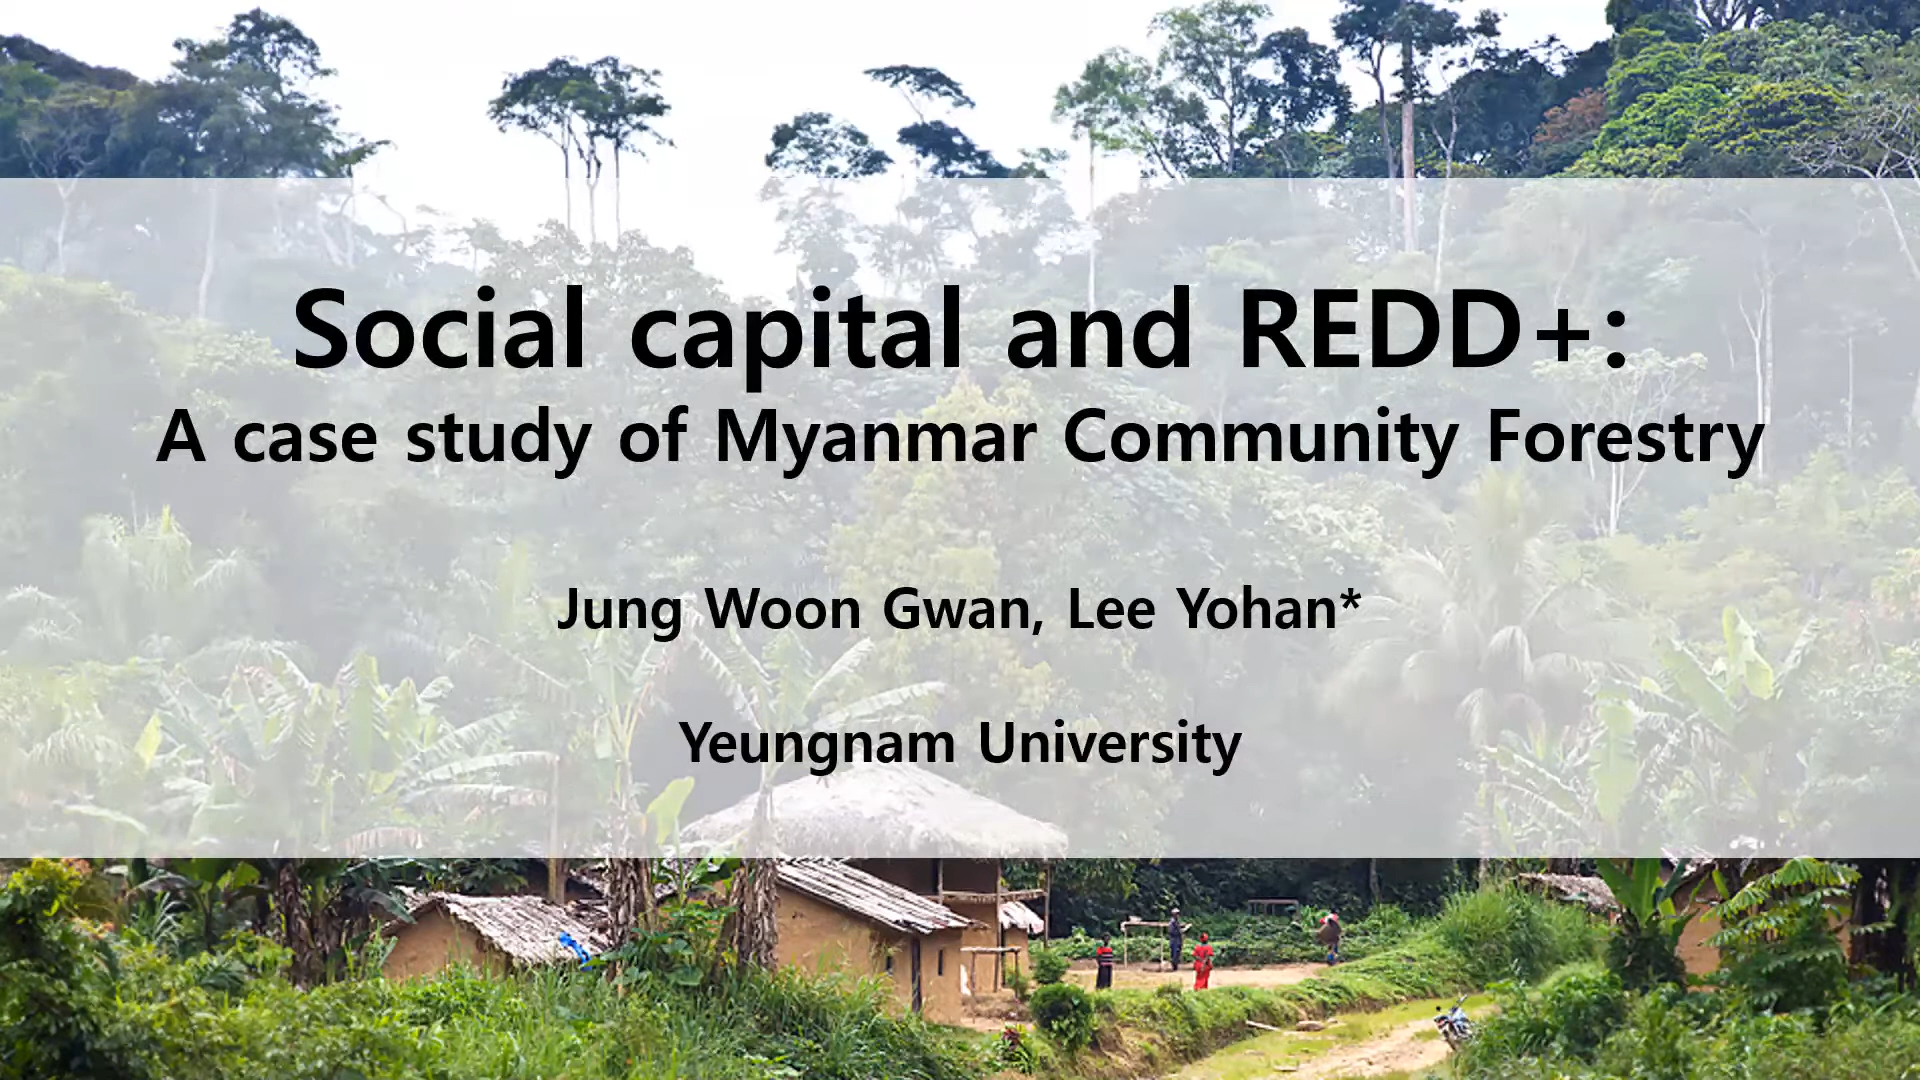 Social capital and REDD+:
A case study of Myanmar Community Forestry
Jung Woon Gwan, Lee Yohan*
Yeungnam University